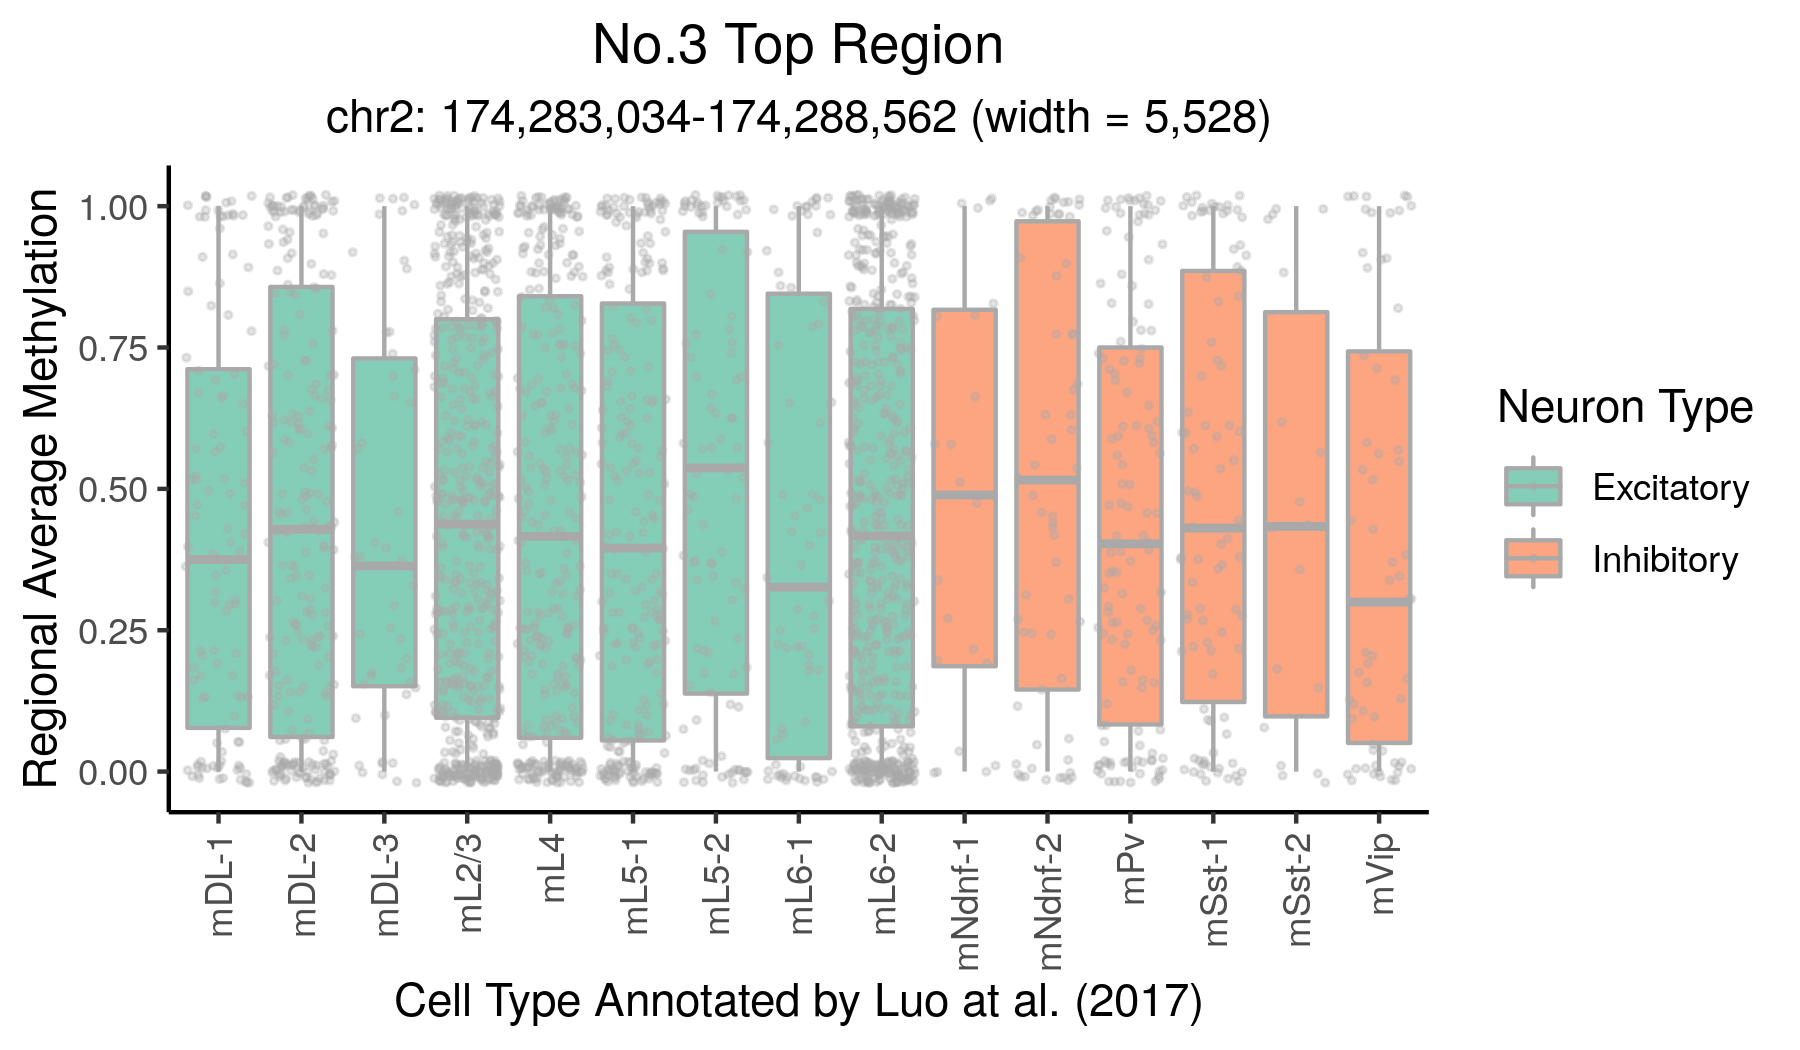 No.3 Top Region
chr2: 174,283,034-174,288,562 (width = 5,528)
Regional Average Methylation
1.00
0.75
0.50
0.25
0.00
mDL-1
mDL-2
mDL-3
mL2/3
mL4
mL5-1
mL5-2
mL6-1
mL6-2
mNdnf-1
mNdnf-2
mPv
mSst-1
mSst-2
mVip
Cell Type Annotated by Luo at al. (2017)
Neuron Type
Excitatory
Inhibitory